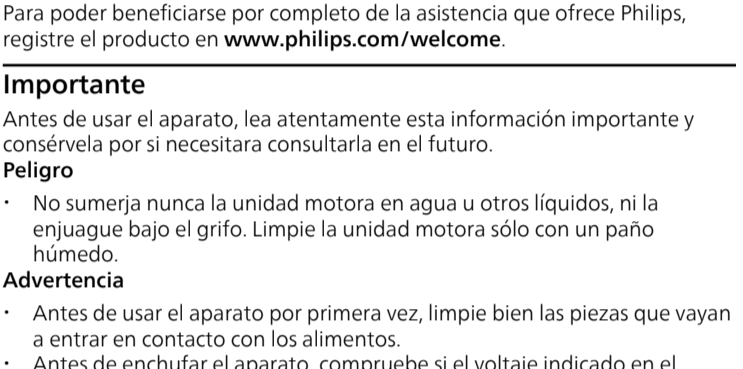 Para poder beneficiarse por completo de la asistencia que ofrece Philips,
registre el producto en www.philips.com/welcome.
Importante
Antes de usar el aparato, lea atentamente esta información importante y
consérvela por si necesitara consultarla en el futuro.
Peligro
· No sumerja nunca la unidad motora en agua u otros líquidos, ni la
enjuague bajo el grifo. Limpie la unidad motora sólo con un paño
húmedo.
Advertencia
· Antes de usar el aparato por primera vez, limpie bien las piezas que vayan
a entrar en contacto con los alimentos.
· Antes de enchufar el aparato, compruebe si el voltaje indicado en el